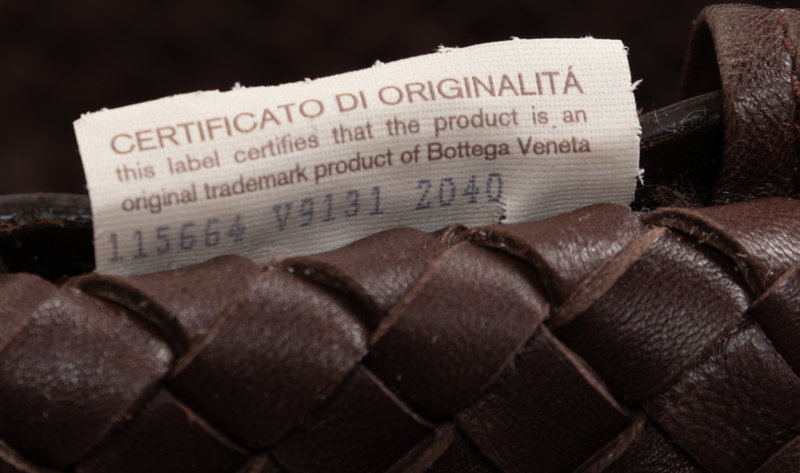 CERTIFICATO DI ORIGINALITÁ
this label certifies that the product is an
original trademark product of Bottega Veneta
115664 V9131 2040